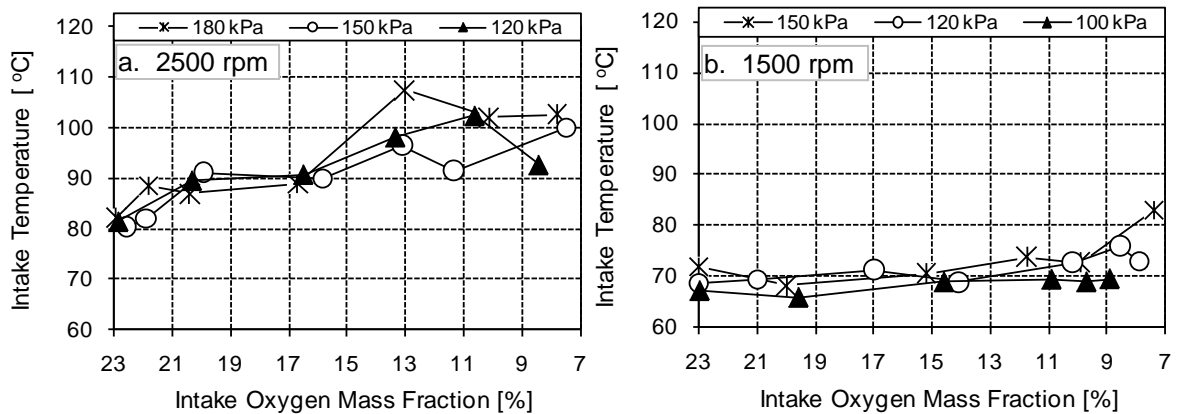 180 kPa 150 kPa 120 kPa
a. 2500 rpm
Intake Temperature [ ºC]
120
110
100
90
80
70
60
23 21 19 17 15 13 11 9 7
Intake Oxygen Mass Fraction [%]
150 kPa 120 kPa 100 kPa
b. 1500 rpm
Intake Temperature [ ºC]
120
110
100
90
80
70
60
23 21 19 17 15 13 11 9 7
Intake Oxygen Mass Fraction [%]